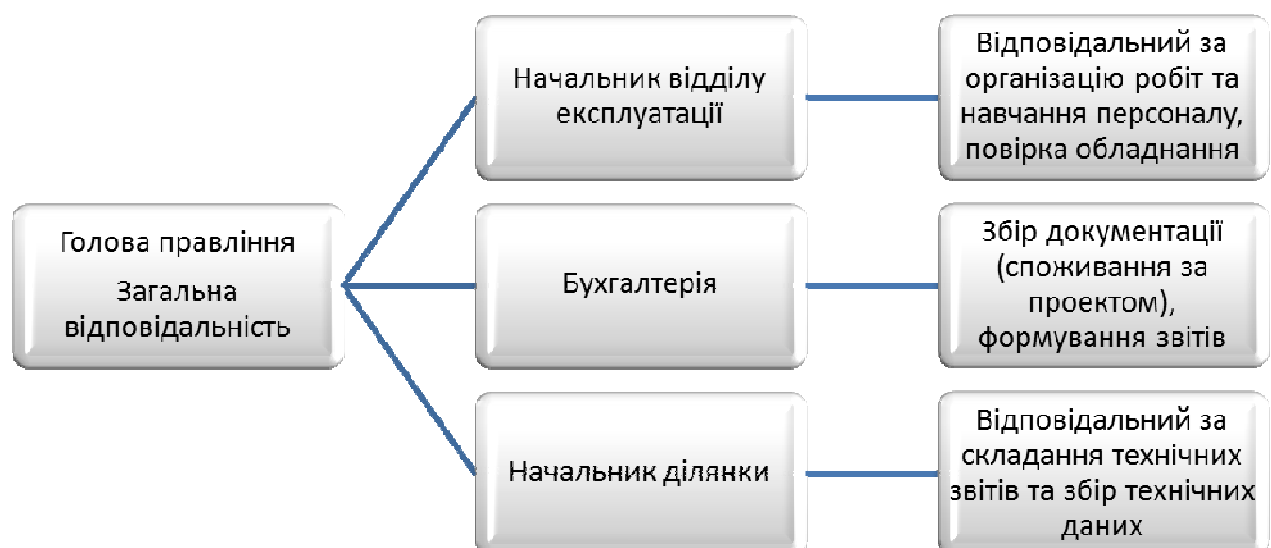 Голова правління
Загальна
відповідальність
Начальник відділу
експлуатації
Відповідальний за
організацію робіт та
навчання персоналу,
повірка обладнання
Бухгалтерія
Збір документації
(споживання за
проектом),
формування звітів
Начальник ділянки
Відповідальний за
складання технічних
звітів та збір технічних
даних